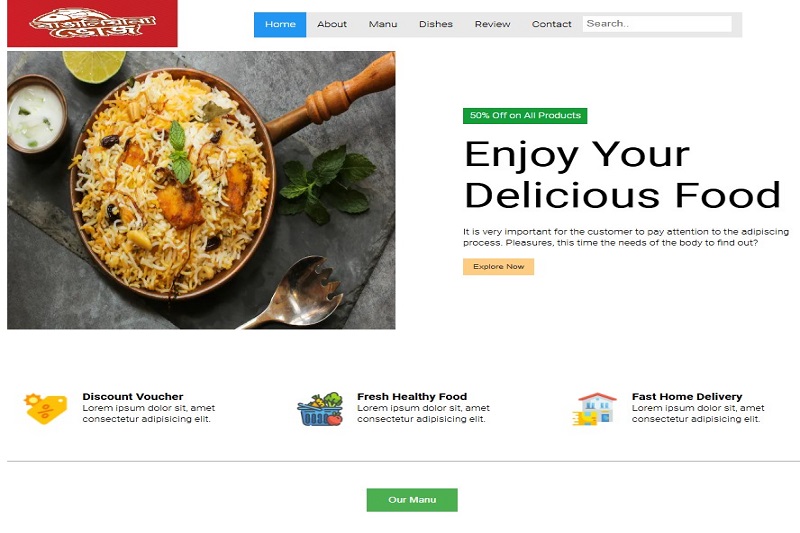 ভোজ
Home About Manu Dishes Review Contact Search..
50% Off on All Products
Enjoy Your
Delicious Food
It is very important for the customer to pay attention to the adipiscing
process. Pleasures, this time the needs of the body to find out?
Explore Now
Discount Voucher
Lorem ipsum dolor sit, amet
consectetur adipisicing elit.
Fresh Healthy Food
Lorem ipsum dolor sit, amet
consectetur adipisicing elit.
Fast Home Delivery
Lorem ipsum dolor sit, amet
consectetur adipisicing elit.
Our Manu